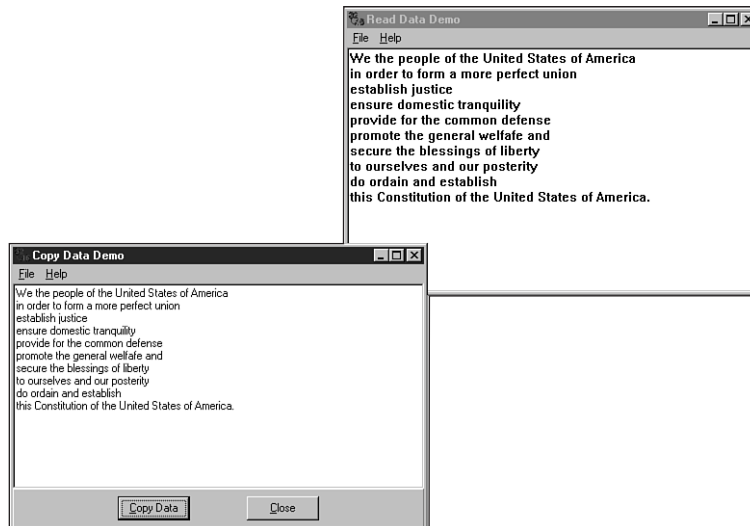 Read Data Demo
File Help
We the people of the United States of America
in order to form a more perfect union
establish justice
ensure domestic tranquility
provide for the common defense
promote the general welfafe and
secure the blessings of liberty
to ourselves and our posterity
do ordain and establish
this Constitution of the United States of America.
Copy Data Demo
File Help
We the people of the United States of America
in order to form a more perfect union
establish justice
ensure domestic tranquility
provide for the common defense
promote the general welfafe and
secure the blessings of liberty
to ourselves and our posterity
do ordain and establish
this Constitution of the United States of America.
Copy Data Close